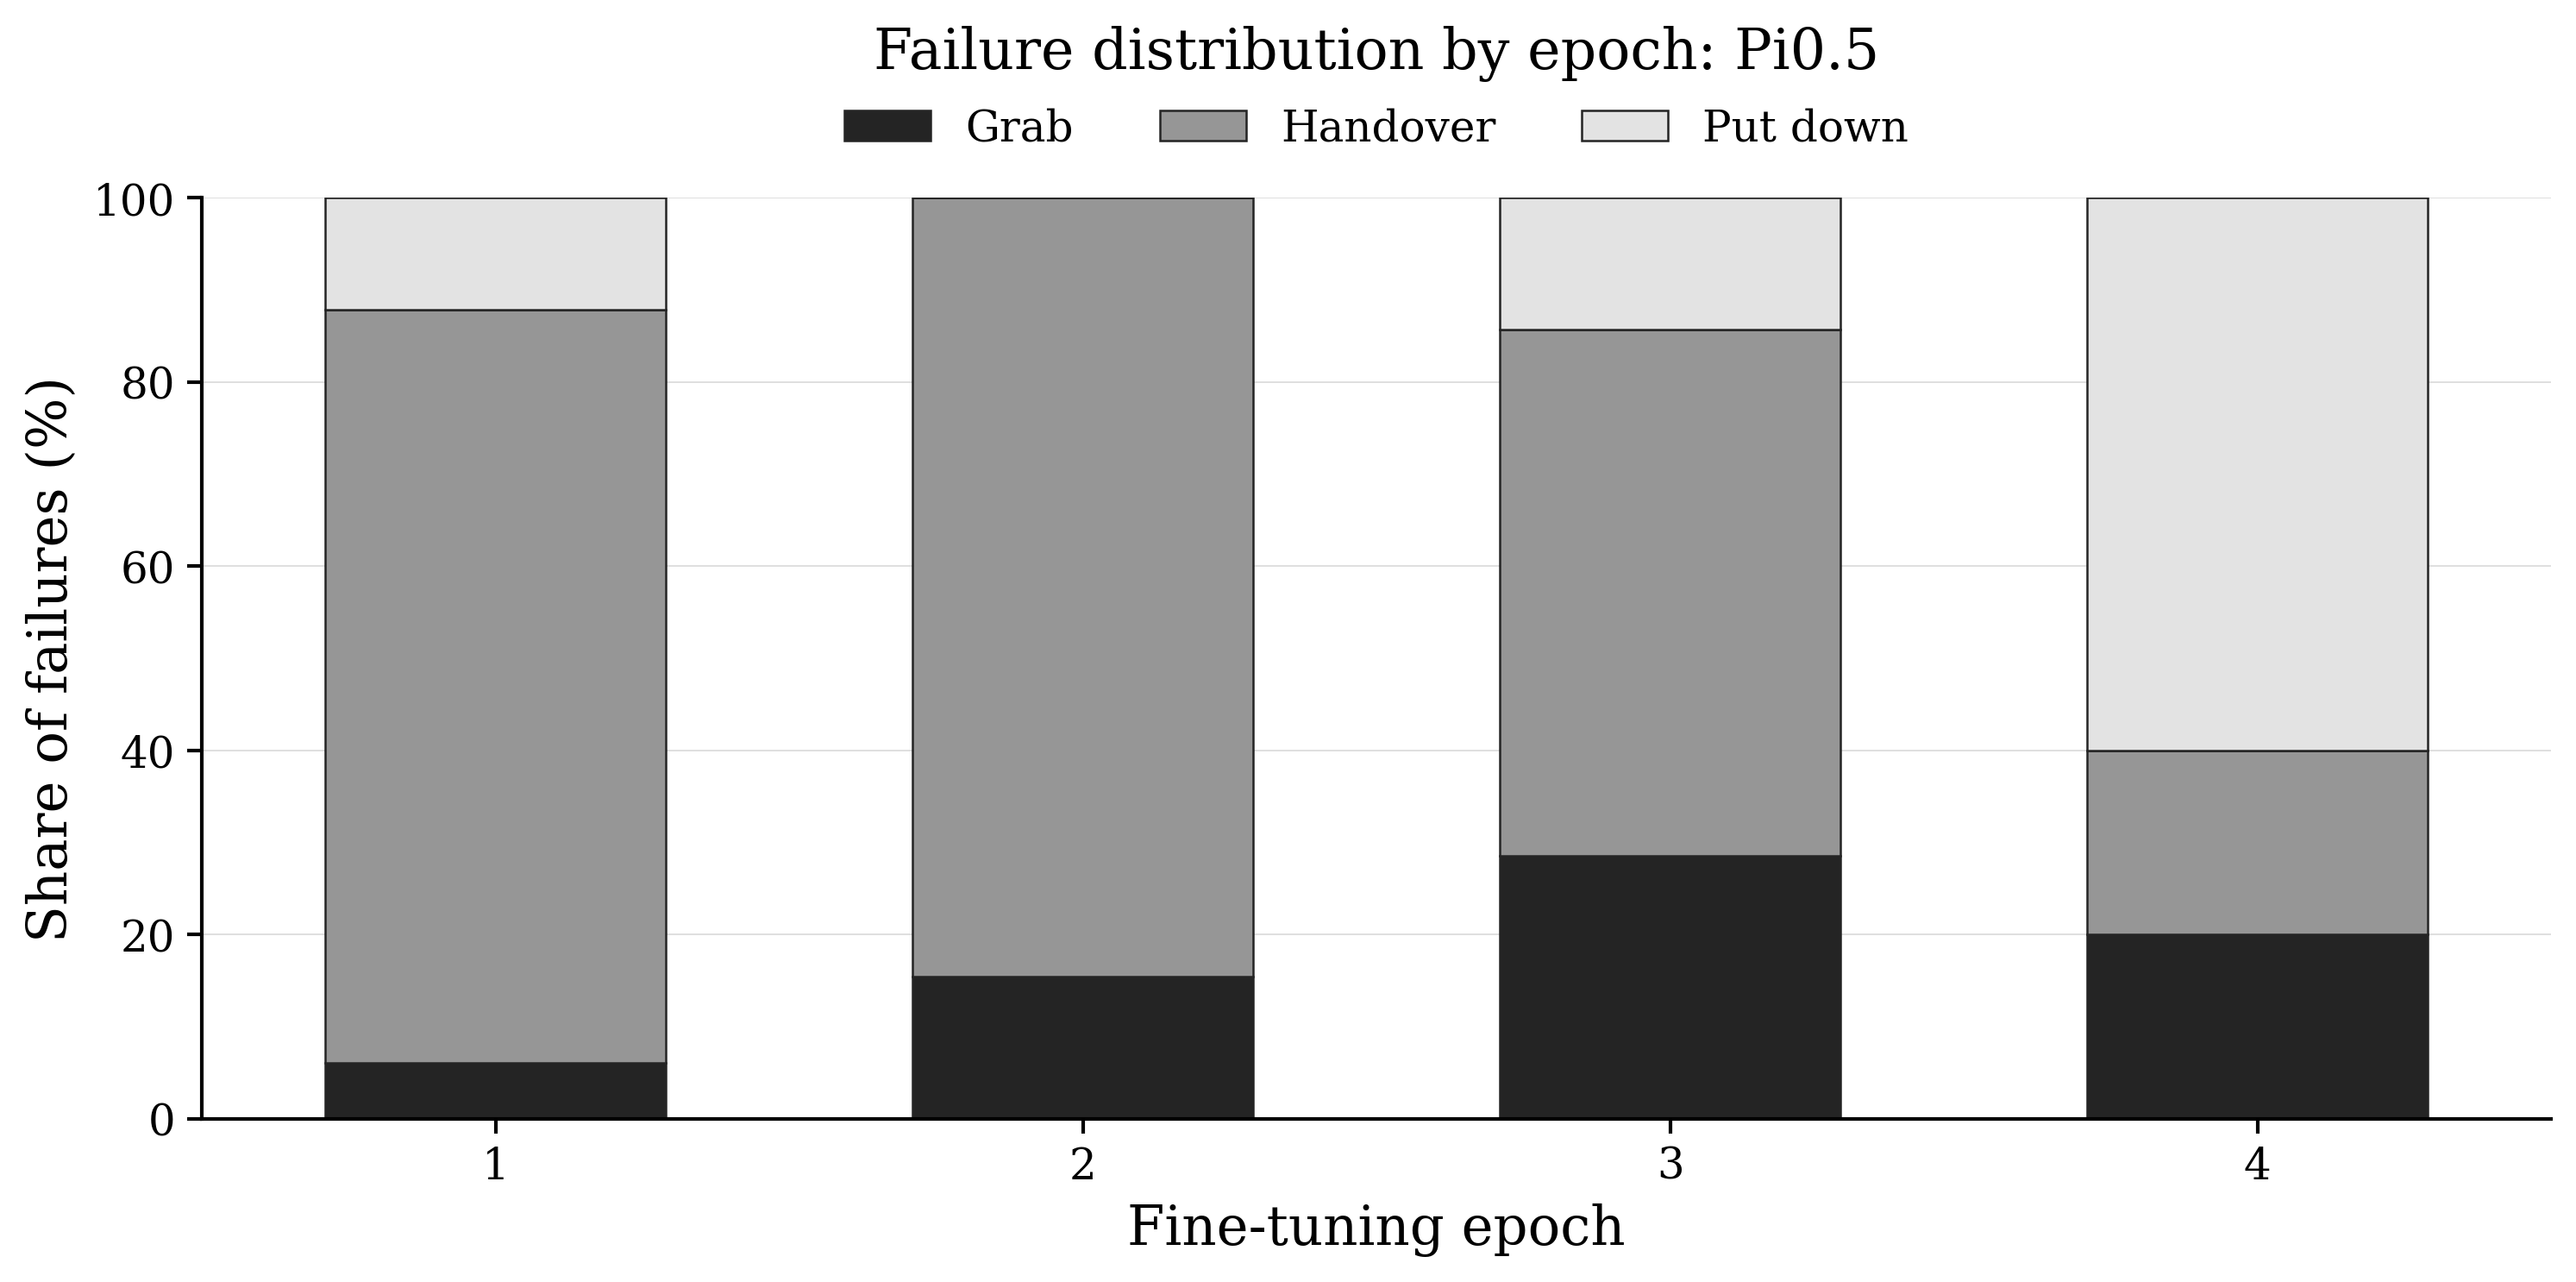 Failure distribution by epoch: Pi0.5
Grab Handover Put down
Share of failures (%)
100
80
60
40
20
0
1 2 3 4
Fine-tuning epoch